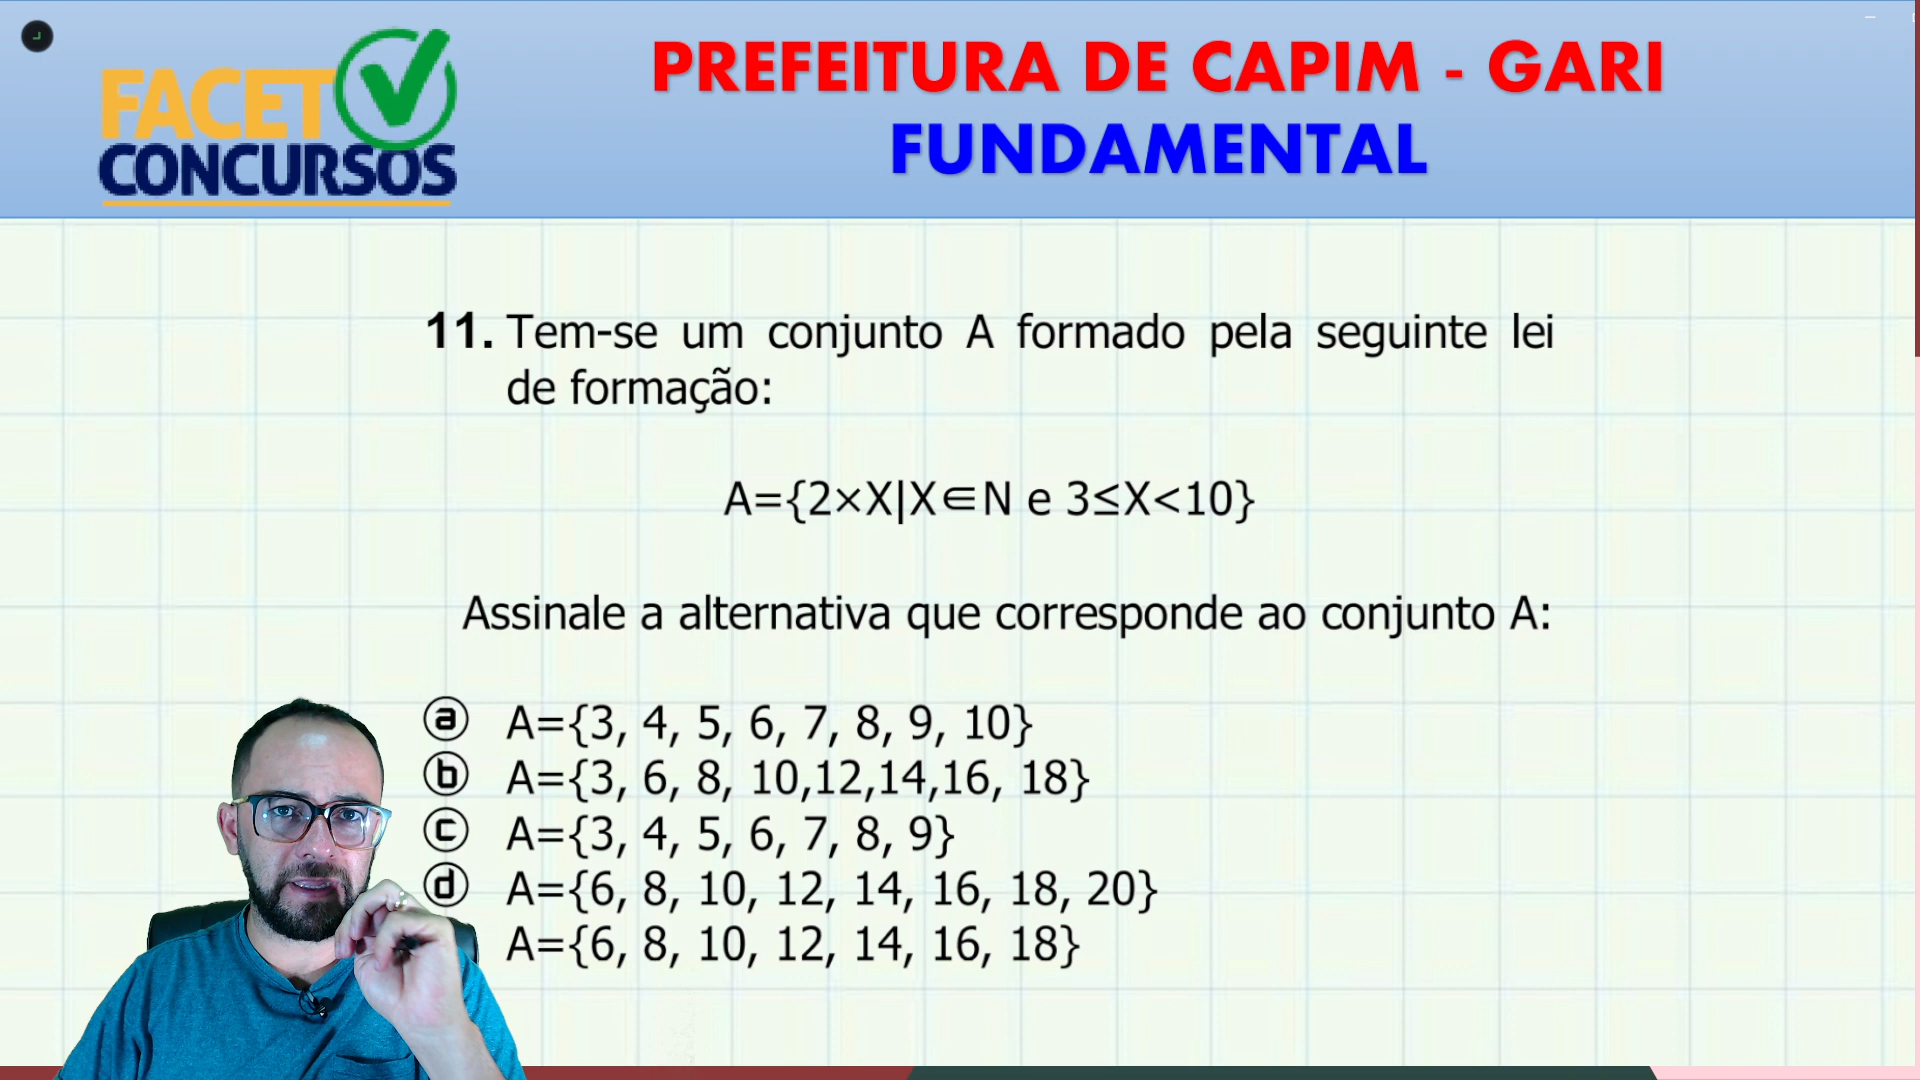 FACET
CONCURSOS
PREFEITURA DE CAPIM - GARI
FUNDAMENTAL
11. Tem-se um conjunto A formado pela seguinte lei
de formação:
A={2×X|X∈N e 3≤X<10}
Assinale a alternativa que corresponde ao conjunto A:
ⓐ A={3, 4, 5, 6, 7, 8, 9, 10}
ⓑ A={3, 6, 8, 10,12,14,16, 18}
ⓒ A={3, 4, 5, 6, 7, 8, 9}
ⓓ A={6, 8, 10, 12, 14, 16, 18, 20}
A={6, 8, 10, 12, 14, 16, 18}